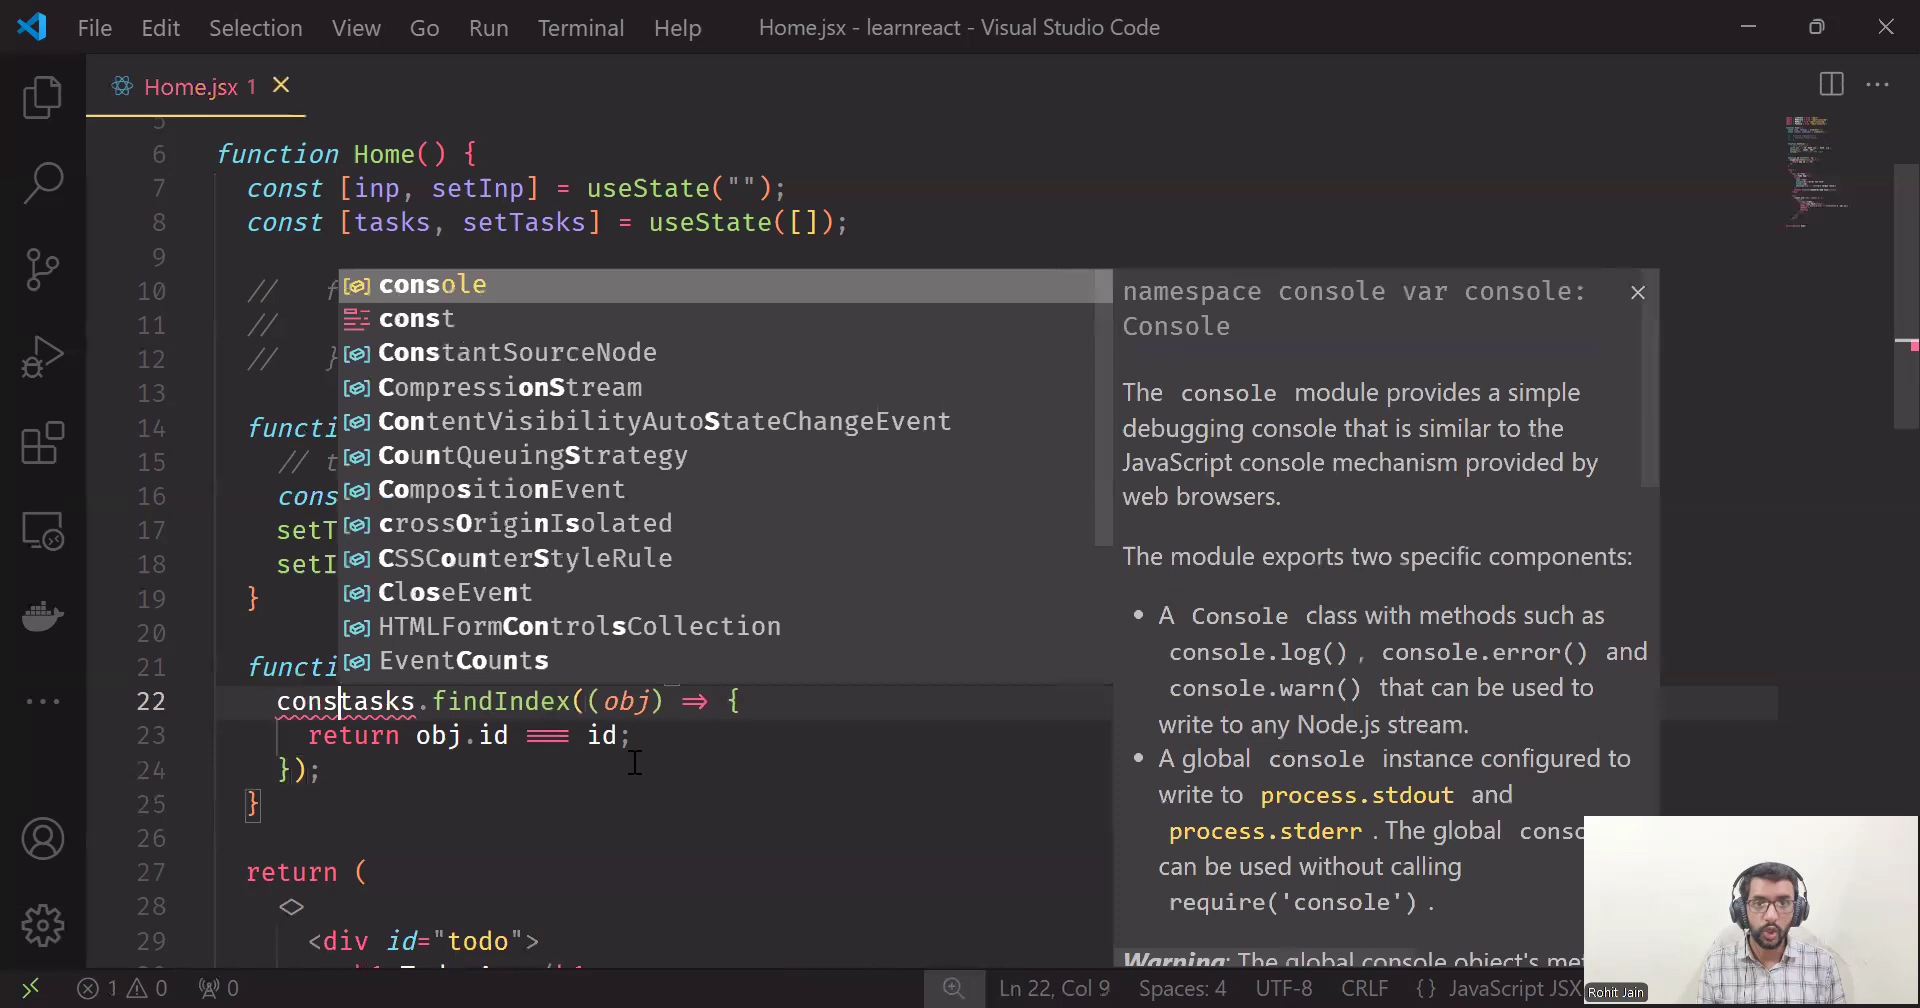 File Edit Selection View Go Run Terminal Help
Home.jsx - learnreact - Visual Studio Code
Home.jsx 1
5
6 function Home() {
7 const [inp, setInp] = useState("");
8 const [tasks, setTasks] = useState([]);
9
10 // f
11 //
12 // }
13
14 functi
15 // t
16 cons
17 setT
18 setI
19 }
20
21 functi
22 constasks.findIndex((obj) => {
23 return obj.id === id;
24 });
25 }
26
27 return (
28 <>
29 <div id="todo">
console
const
ConstantSourceNode
CompressionStream
ContentVisibilityAutoStateChangeEvent
CountQueuingStrategy
CompositionEvent
crossOriginIsolated
CSSCounterStyleRule
CloseEvent
HTMLFormControlsCollection
EventCounts
namespace console var console:
Console
The console module provides a simple
debugging console that is similar to the
JavaScript console mechanism provided by
web browsers.
The module exports two specific components:
• A Console class with methods such as
console.log(), console.error() and
console.warn() that can be used to
write to any Node.js stream.
• A global console instance configured to
write to process.stdout and
process.stderr. The global conso
can be used without calling
require('console').
Warning: The global console object's met
1 0 0
Ln 22, Col 9 Spaces: 4 UTF-8 CRLF {} JavaScript JSX
Rohit Jain